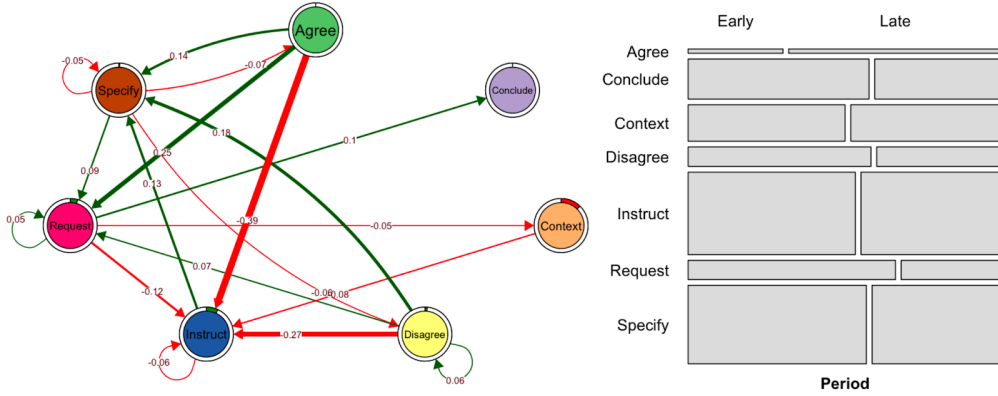 Agree
0.14
-0.05
-0.07
Specify
Conclude
0.18
0.1
0.25
0.09
0.13
0.05
Request
-0.39
-0.05
Context
0.07
-0.12
-0.06
0.08
Instruct
-0.27
Disagree
-0.06
0.06
Early Late
Agree
Conclude
Context
Disagree
Instruct
Request
Specify
Period